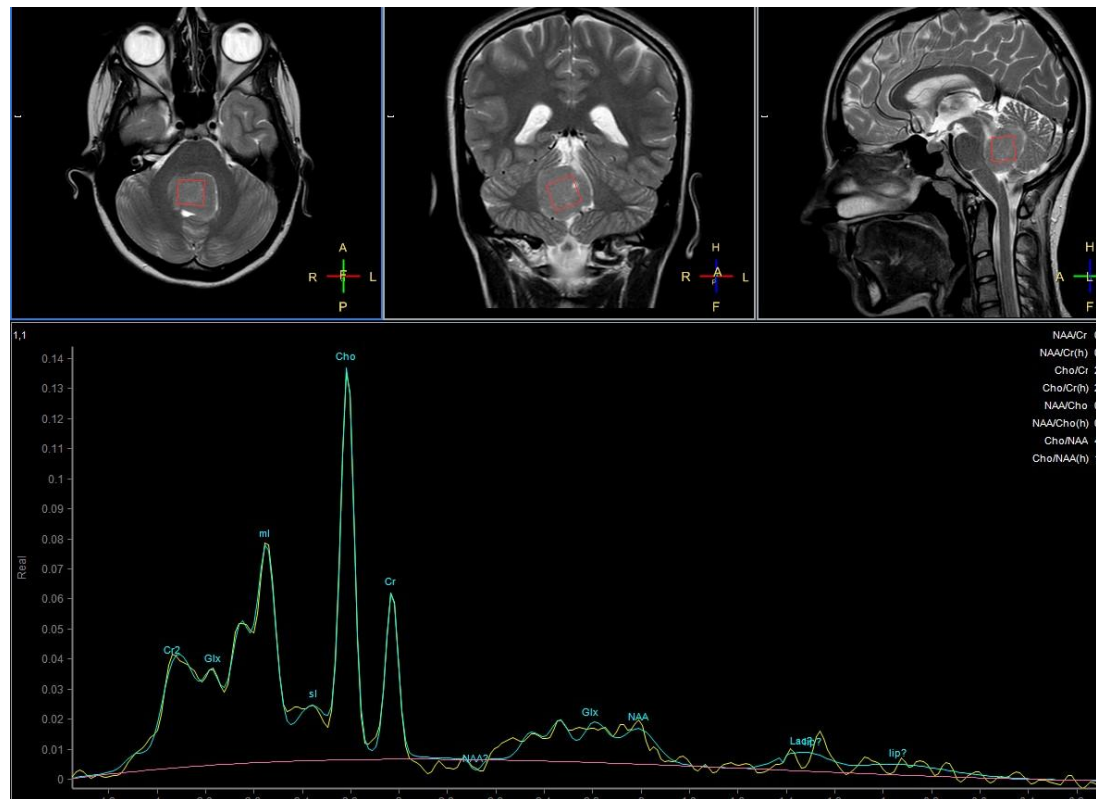 A
R F L
P
H
R A L
P
F
H
A L
F
1,1
NAA/Cr
NAA/Cr(h)
Cho/Cr
Cho/Cr(h)
NAA/Cho
NAA/Cho(h)
Cho/NAA
Cho/NAA(h)
Real
0.14
0.13
0.12
0.11
0.1
0.09
0.08
0.07
0.06
0.05
0.04
0.03
0.02
0.01
0
Cr2
Glx
mI
sI
Cho
Cr
NAA?
Glx
NAA
lip?
lip?